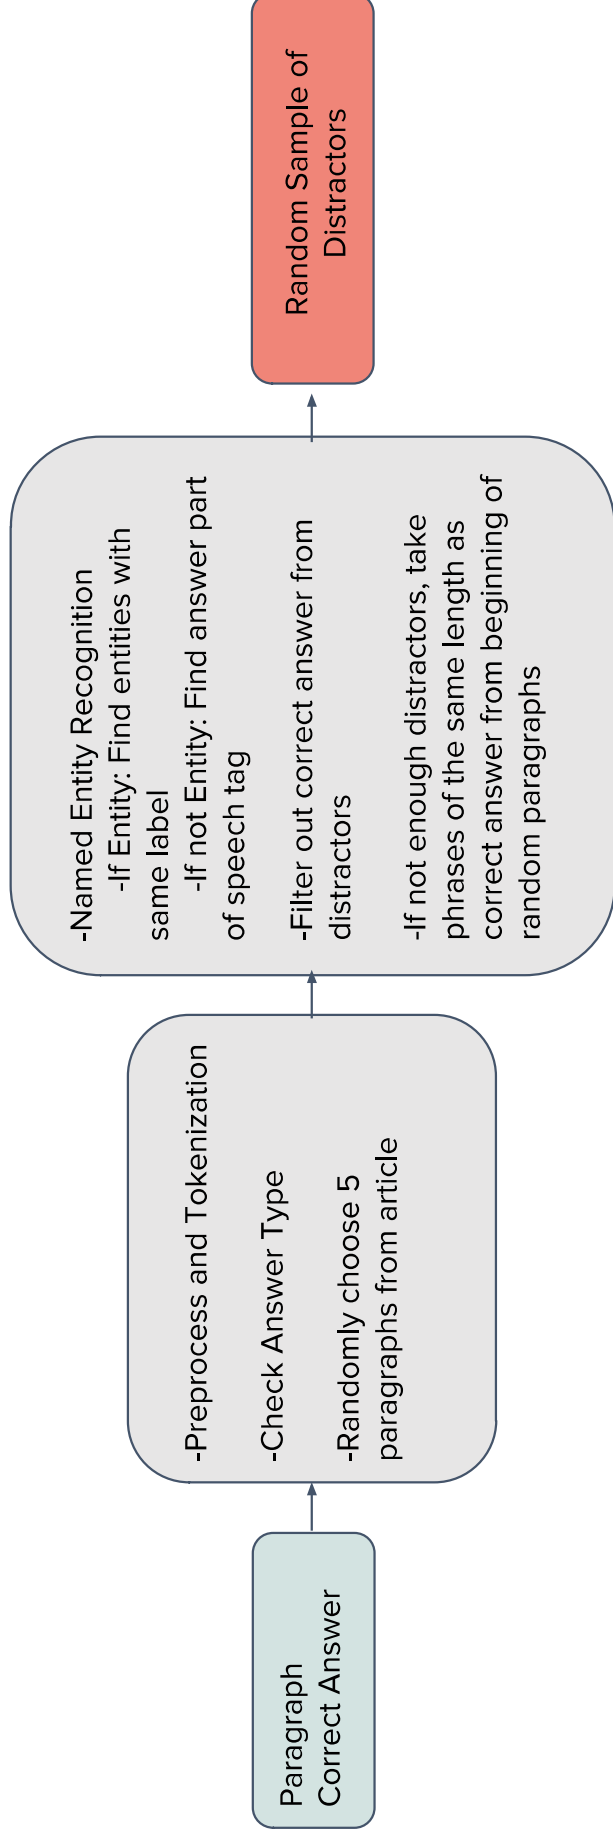 Paragraph
Correct Answer
-Preprocess and Tokenization
-Check Answer Type
-Randomly choose 5
paragraphs from article
-Named Entity Recognition
-If Entity: Find entities with
same label
-If not Entity: Find answer part
of speech tag
-Filter out correct answer from
distractors
-If not enough distractors, take
phrases of the same length as
correct answer from beginning of
random paragraphs
Random Sample of
Distractors